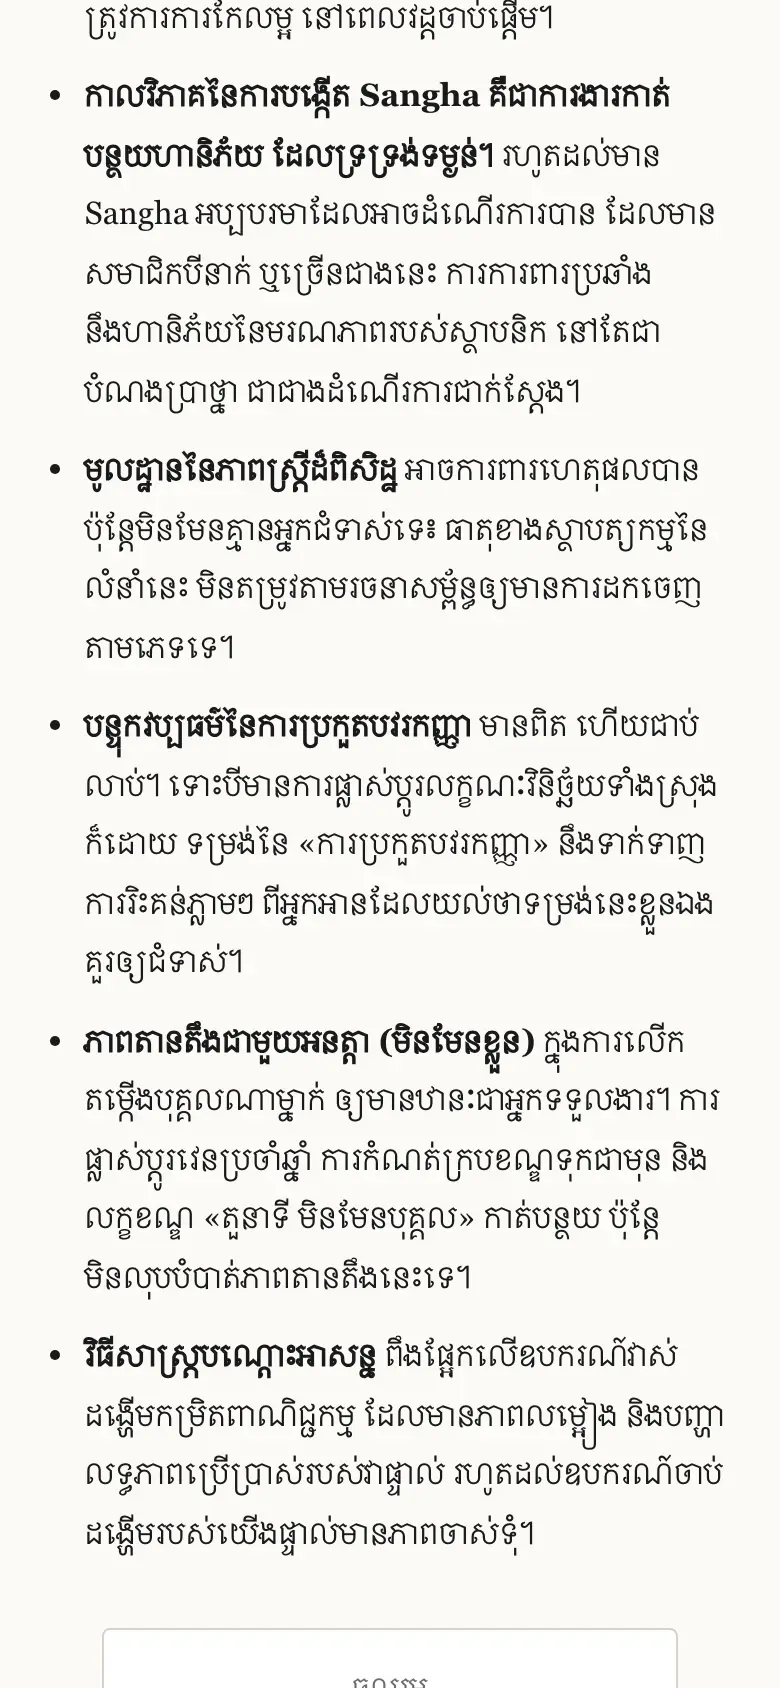 ត្រូវការការកែលម្អ នៅពេលវដ្តចាប់ផ្តើម។
• កាលវិភាគនៃការបង្កើត Sangha គឺជាការងារកាត់
បន្ថយហានិភ័យ ដែលទ្រទ្រង់ទម្ងន់។ រហូតដល់មាន
Sangha អប្បបរមាដែលអាចដំណើរការបាន ដែលមាន
សមាជិកបីនាក់ ឬច្រើនជាងនេះ ការការពារប្រឆាំង
នឹងហានិភ័យនៃមរណភាពរបស់ស្ថាបនិក នៅតែជា
បំណងប្រាថ្នា ជាជាងដំណើរការជាក់ស្តែង។
• មូលដ្ឋាននៃភាពស្ត្រីដ៏ពិសិដ្ឋ អាចការពារហេតុផលបាន
ប៉ុន្តែមិនមែនគ្មានអ្នកជំទាស់ទេ៖ ធាតុខាងស្ថាបត្យកម្មនៃ
លំនាំនេះ មិនតម្រូវតាមរចនាសម្ព័ន្ធឲ្យមានការដកចេញ
តាមភេទទេ។
• បន្ទុកវប្បធម៌នៃការប្រកួតបវរកញ្ញា មានពិត ហើយជាប់
លាប់។ ទោះបីមានការផ្លាស់ប្តូរលក្ខណៈវិនិច្ឆ័យទាំងស្រុង
ក៏ដោយ ទម្រង់នៃ «ការប្រកួតបវរកញ្ញា» នឹងទាក់ទាញ
ការរិះគន់ភ្លាមៗ ពីអ្នកអានដែលយល់ថាទម្រង់នេះខ្លួនឯង
គួរឲ្យជំទាស់។
• ភាពតានតឹងជាមួយអនត្តា (មិនមែនខ្លួន) ក្នុងការលើក
តម្កើងបុគ្គលណាម្នាក់ ឲ្យមានឋានៈជាអ្នកទទួលងារ។ ការ
ផ្លាស់ប្តូរវេនប្រចាំឆ្នាំ ការកំណត់ក្របខណ្ឌទុកជាមុន និង
លក្ខខណ្ឌ «តួនាទី មិនមែនបុគ្គល» កាត់បន្ថយ ប៉ុន្តែ
មិនលុបបំបាត់ភាពតានតឹងនេះទេ។
• វិធីសាស្ត្របណ្តោះអាសន្ន ពឹងផ្អែកលើឧបករណ៍វាស់
ដង្ហើមកម្រិតពាណិជ្ជកម្ម ដែលមានភាពលម្អៀង និងបញ្ហា
លទ្ធភាពប្រើប្រាស់របស់វាផ្ទាល់ រហូតដល់ឧបករណ៍ចាប់
ដង្ហើមរបស់យើងផ្ទាល់មានភាពចាស់ទុំ។